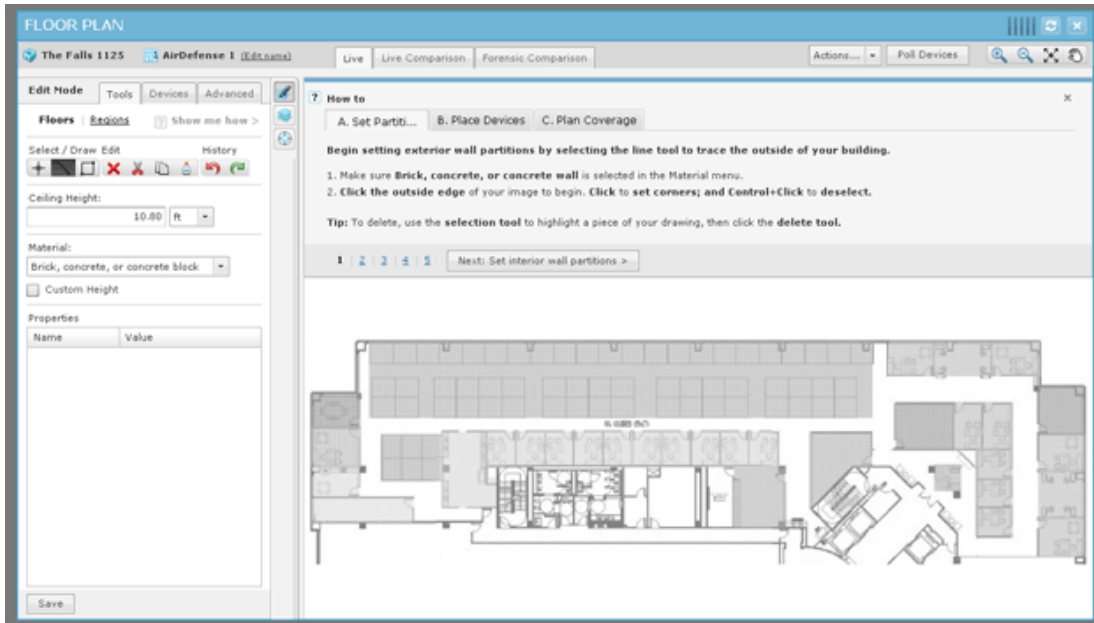 FLOOR PLAN
The Falls 1125
AirDefense 1 (Edit name)
Live
Live Comparison
Forensic Comparison
Actions...
Poll Devices
Edit Mode
Tools
Devices
Advanced
Floors
Regions
? Show me how >
Select / Draw Edit
History
Ceiling Height:
10.00 ft
Material:
Brick, concrete, or concrete block
Custom Height
Properties
Name
Value
Save
? How to
A. Set Partiti...
B. Place Devices
C. Plan Coverage
Begin setting exterior wall partitions by selecting the line tool to trace the outside of your building.
1. Make sure Brick, concrete, or concrete wall is selected in the Material menu.
2. Click the outside edge of your image to begin. Click to set corners; and Control+Click to deselect.
Tip: To delete, use the selection tool to highlight a piece of your drawing, then click the delete tool.
1 | 2 | 3 | 4 | 5
Next: Set interior wall partitions >